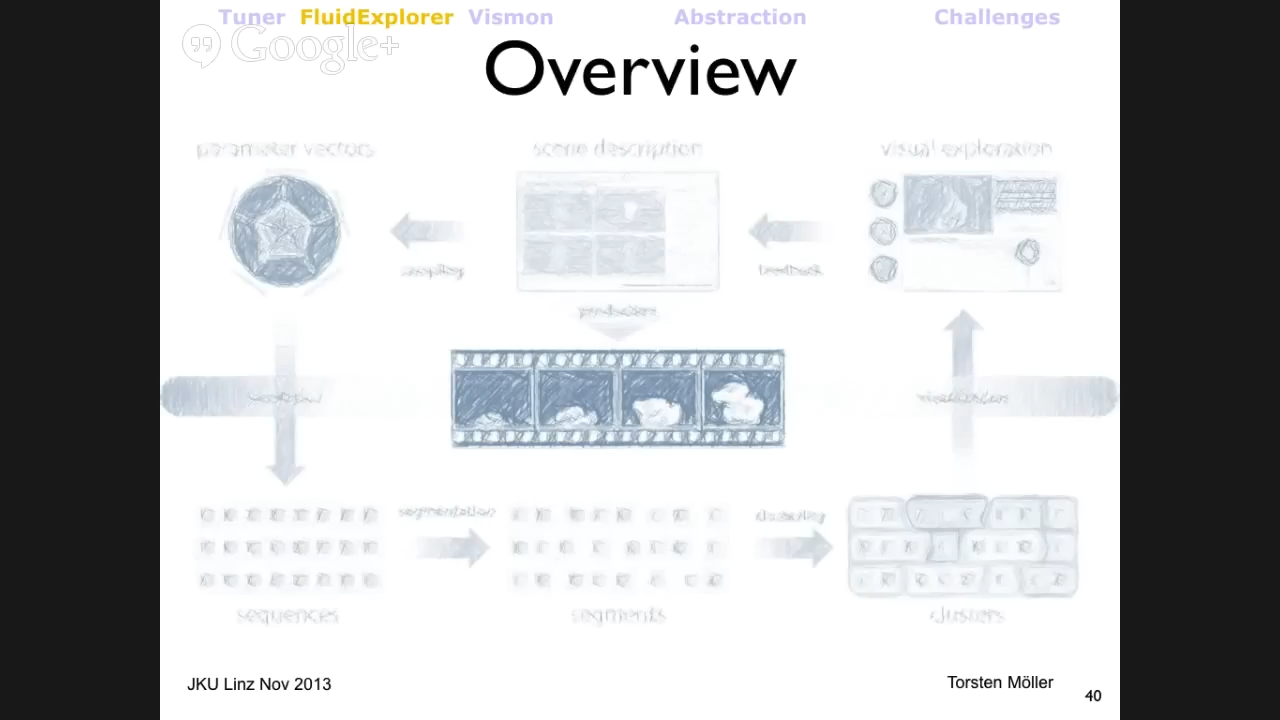 Tuner FluidExplorer Vismon Abstraction Challenges
Google+
Overview
parameter vectors scene description visual exploration
sampling feedback
production
segmentation clustering
sequences segments clusters
JKU Linz Nov 2013 Torsten Möller
40